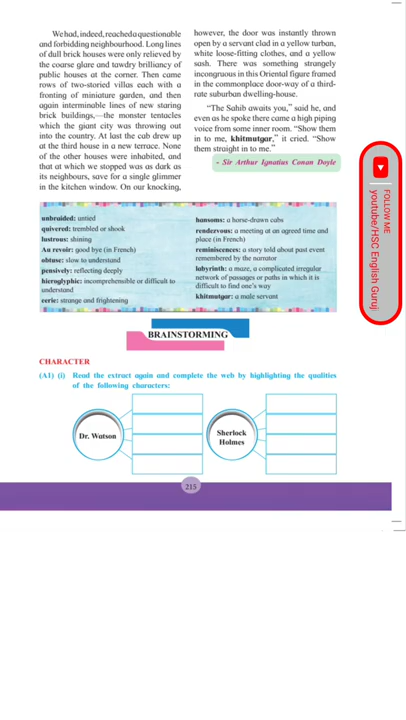 We had, indeed, reached a questionable
and forbidding neighbourhood. Long lines
of dull brick houses were only relieved by
the coarse glare and tawdry brilliancy of
public houses at the corner. Then came
rows of two-storied villas each with a
fronting of miniature garden, and then
again interminable lines of new staring
brick buildings,—the monster tentacles
which the giant city was throwing out
into the country. At last the cab drew up
at the third house in a new terrace. None
of the other houses were inhabited, and
that at which we stopped was as dark as
its neighbours, save for a single glimmer
in the kitchen window. On our knocking,
however, the door was instantly thrown
open by a servant clad in a yellow turban,
white loose-fitting clothes, and a yellow
sash. There was something strangely
incongruous in this Oriental figure framed
in the commonplace door-way of a third-
rate suburban dwelling-house.
"The Sahib awaits you," said he, and
even as he spoke there came a high piping
voice from some inner room. "Show them
in to me, khitmutgar," it cried. "Show
them straight in to me."
- Sir Arthur Ignatius Conan Doyle
unbraided: untied
quivered: trembled or shook
lustrous: shining
Au revoir: good bye (in French)
obtuse: slow to understand
pensively: reflecting deeply
hieroglyphic: incomprehensible or difficult to
understand
eerie: strange and frightening
hansoms: a horse-drawn cabs
rendezvous: a meeting at an agreed time and
place (in French)
reminiscences: a story told about past event
remembered by the narrator
labyrinth: a maze, a complicated irregular
network of passages or paths in which it is
difficult to find one's way
khitmutgar: a male servant
BRAINSTORMING
CHARACTER
(A1) (i) Read the extract again and complete the web by highlighting the qualities
of the following characters:
Dr. Watson
Sherlock
Holmes
215
FOLLOW ME
youtube/HSC English Guruj